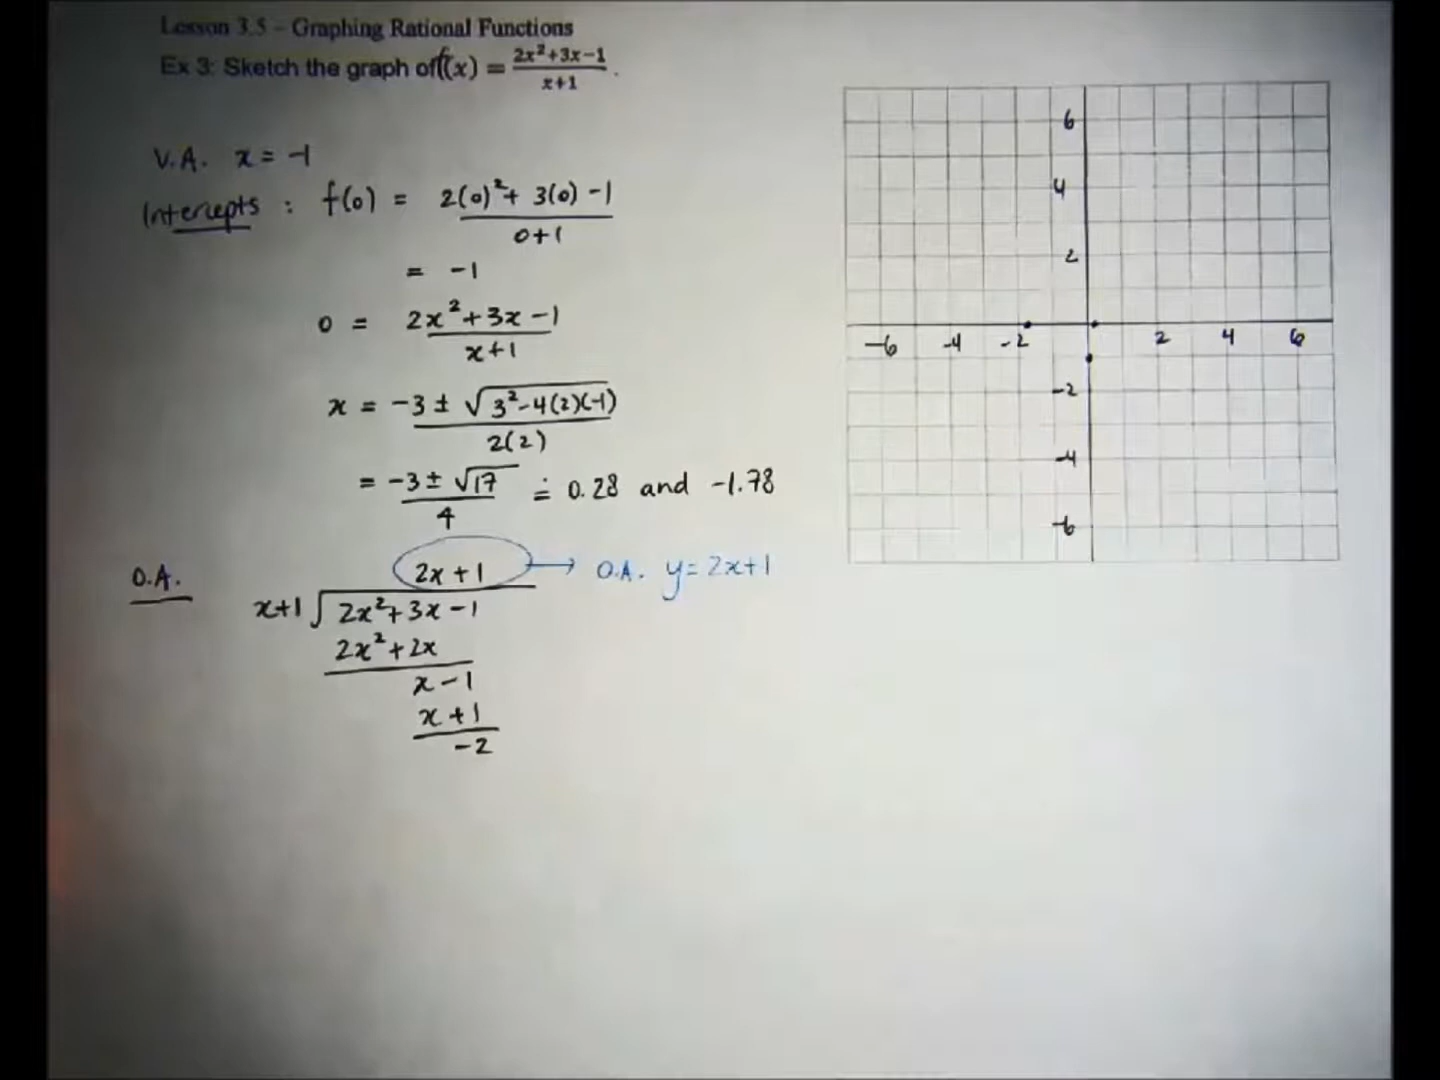 Lesson 3.5 – Graphing Rational Functions
Ex 3: Sketch the graph of f(x) = (2x²+3x−1)/(x+1).
V.A. x = -1
Intercepts : f(0) = (2(0)² + 3(0) - 1)/(0+1)
= -1
0 = (2x² + 3x - 1)/(x+1)
x = (-3 ± √(3² - 4(2)(-1)))/(2(2))
= (-3 ± √17)/4 ≐ 0.28 and -1.78
O.A.
2x + 1 → O.A. y = 2x+1
x+1 √ 2x² + 3x - 1
2x² + 2x
x - 1
x + 1
-2
6
4
2
-6 -4 -2 2 4 6
-2
-4
-6